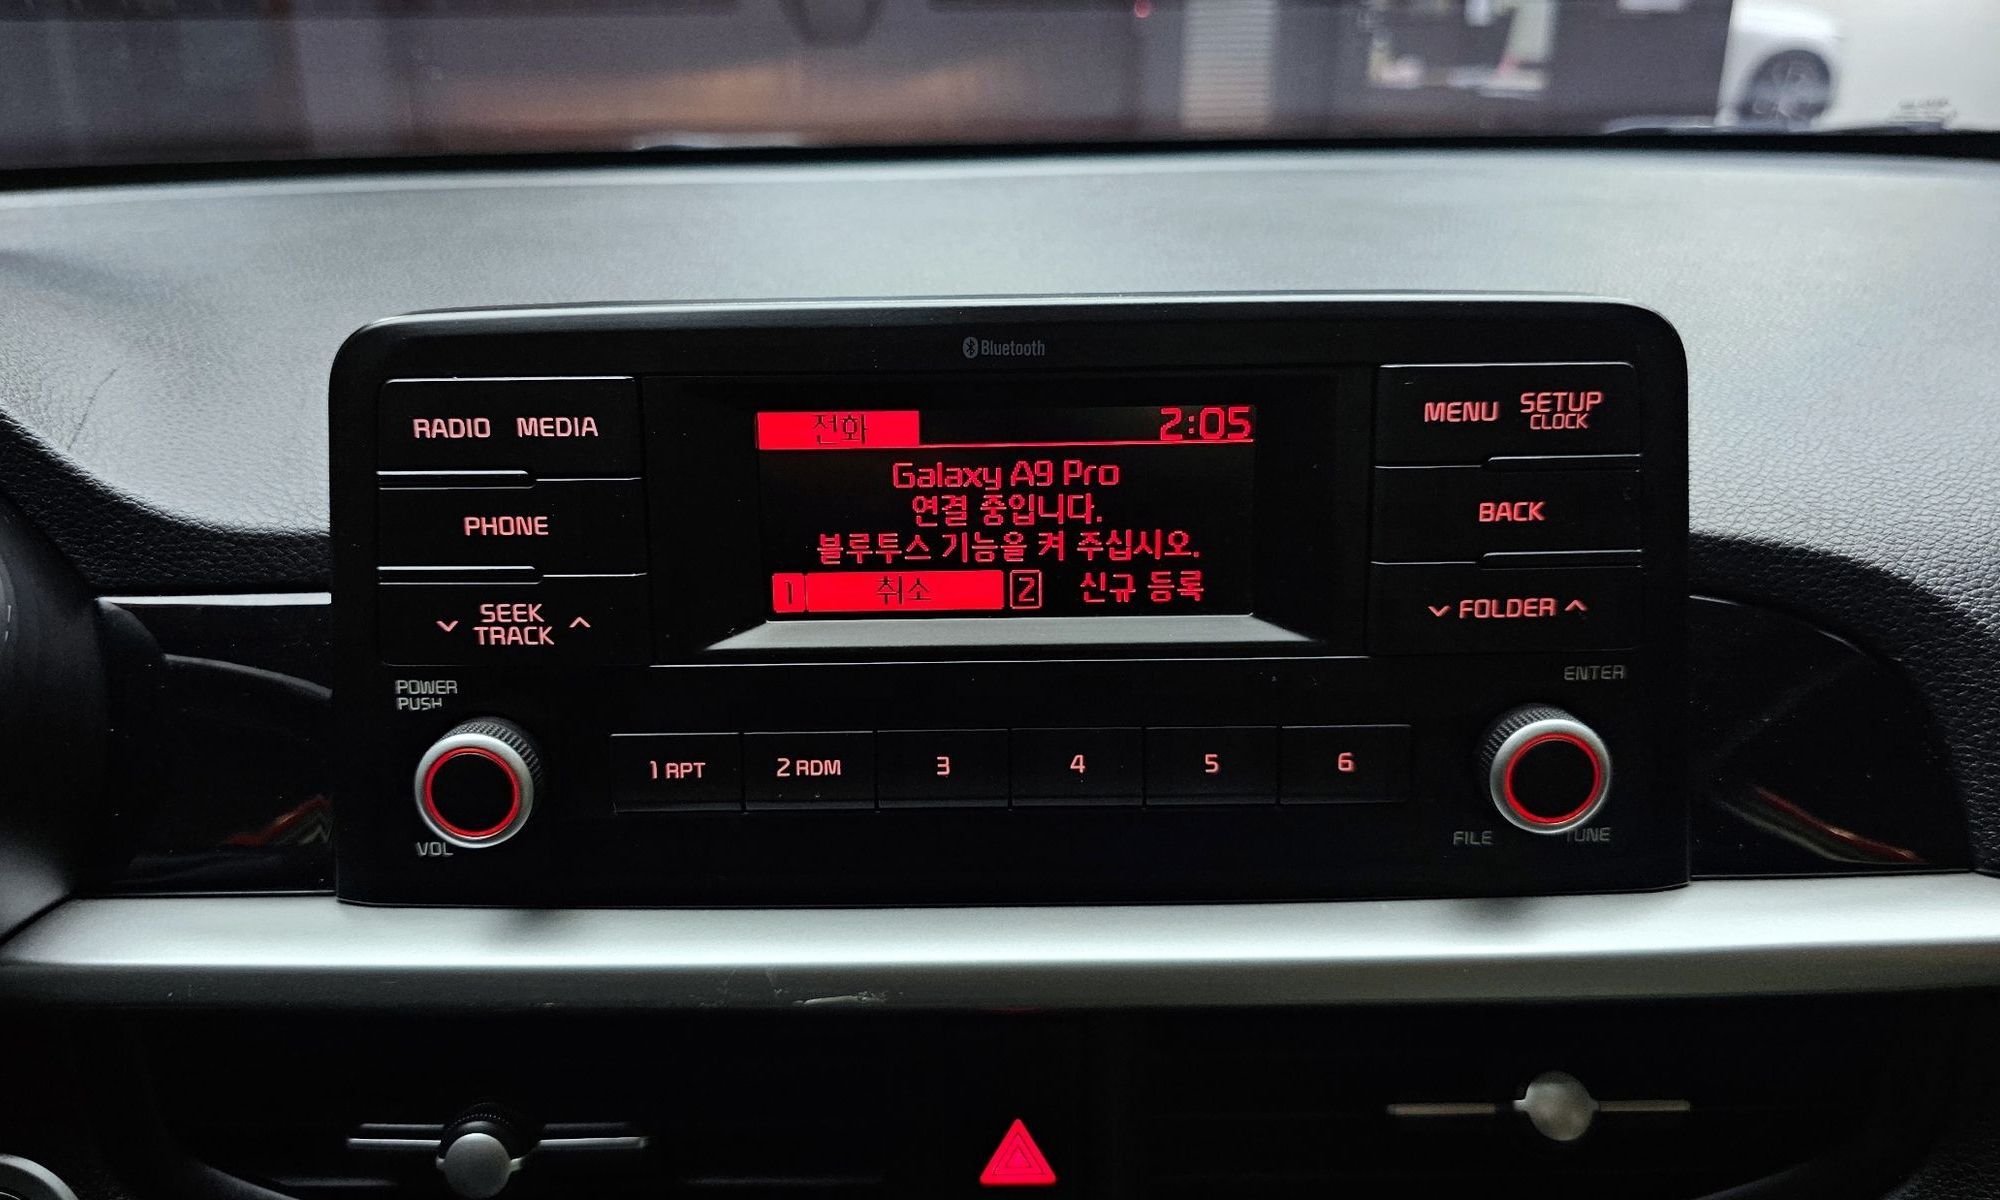 Bluetooth
RADIO MEDIA
PHONE
SEEK
TRACK
POWER
PUSH
VOL
전화 2:05
Galaxy A9 Pro
연결 중입니다.
블루투스 기능을 켜 주십시오.
1 취소 2 신규 등록
MENU SETUP
CLOCK
BACK
FOLDER
ENTER
FILE TUNE
1 RPT 2 RDM 3 4 5 6